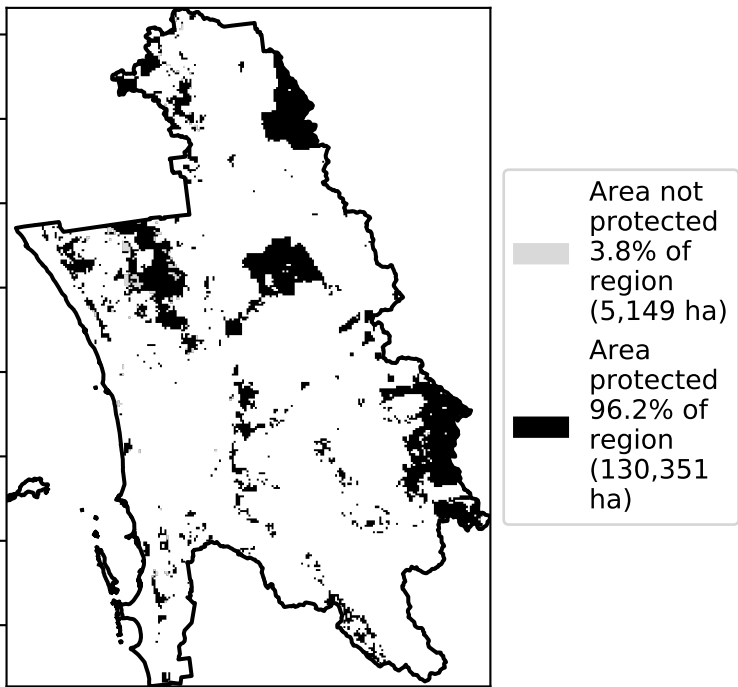 Area not
protected
3.8% of
region
(5,149 ha)
Area
protected
96.2% of
region
(130,351
ha)